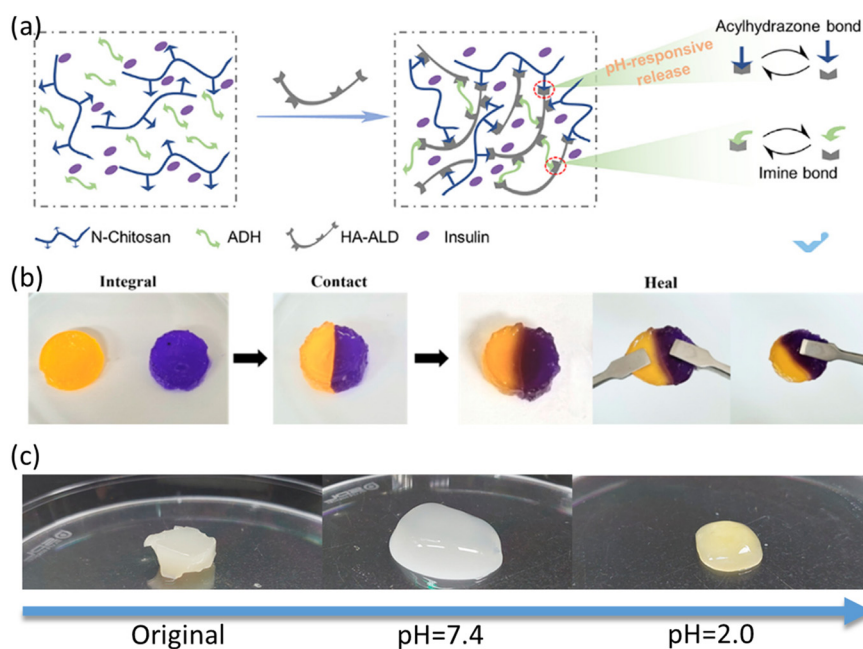 (a)
pH-responsive
release
Acylhydrazone bond
Imine bond
N-Chitosan
ADH
HA-ALD
Insulin
(b)
Integral
Contact
Heal
(c)
Original
pH=7.4
pH=2.0